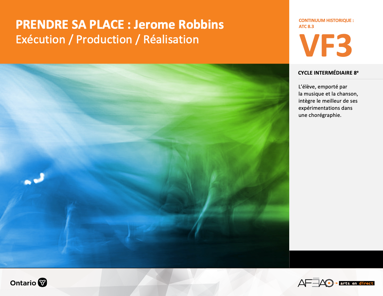 PRENDRE SA PLACE : Jerome Robbins
Exécution / Production / Réalisation
CONTINUUM HISTORIQUE :
ATC 8.3
VF3
CYCLE INTERMÉDIAIRE 8e
L'élève, emporté par
la musique et la chanson,
intègre le meilleur de ses
expérimentations dans
une chorégraphie.
Ontario
AFEAO
arts en direct